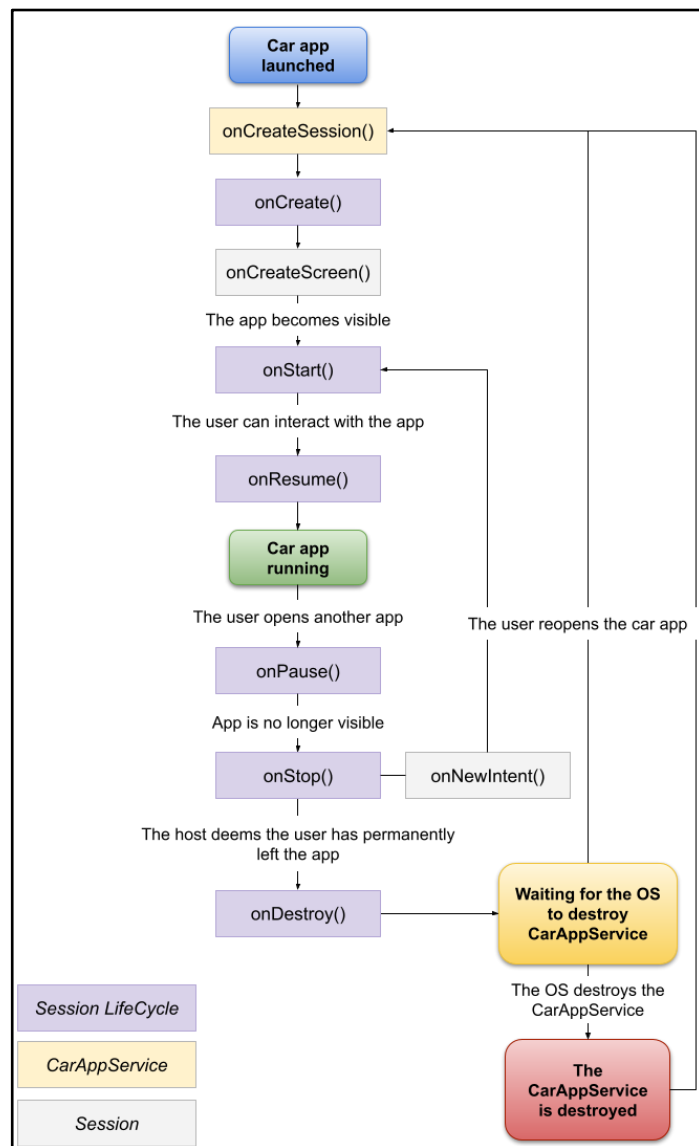 Car app
launched
onCreateSession()
onCreate()
onCreateScreen()
The app becomes visible
onStart()
The user can interact with the app
onResume()
Car app
running
The user opens another app
The user reopens the car app
onPause()
App is no longer visible
onStop()
onNewIntent()
The host deems the user has permanently
left the app
onDestroy()
Waiting for the OS
to destroy
CarAppService
The OS destroys the
CarAppService
The
CarAppService
is destroyed
Session LifeCycle
CarAppService
Session